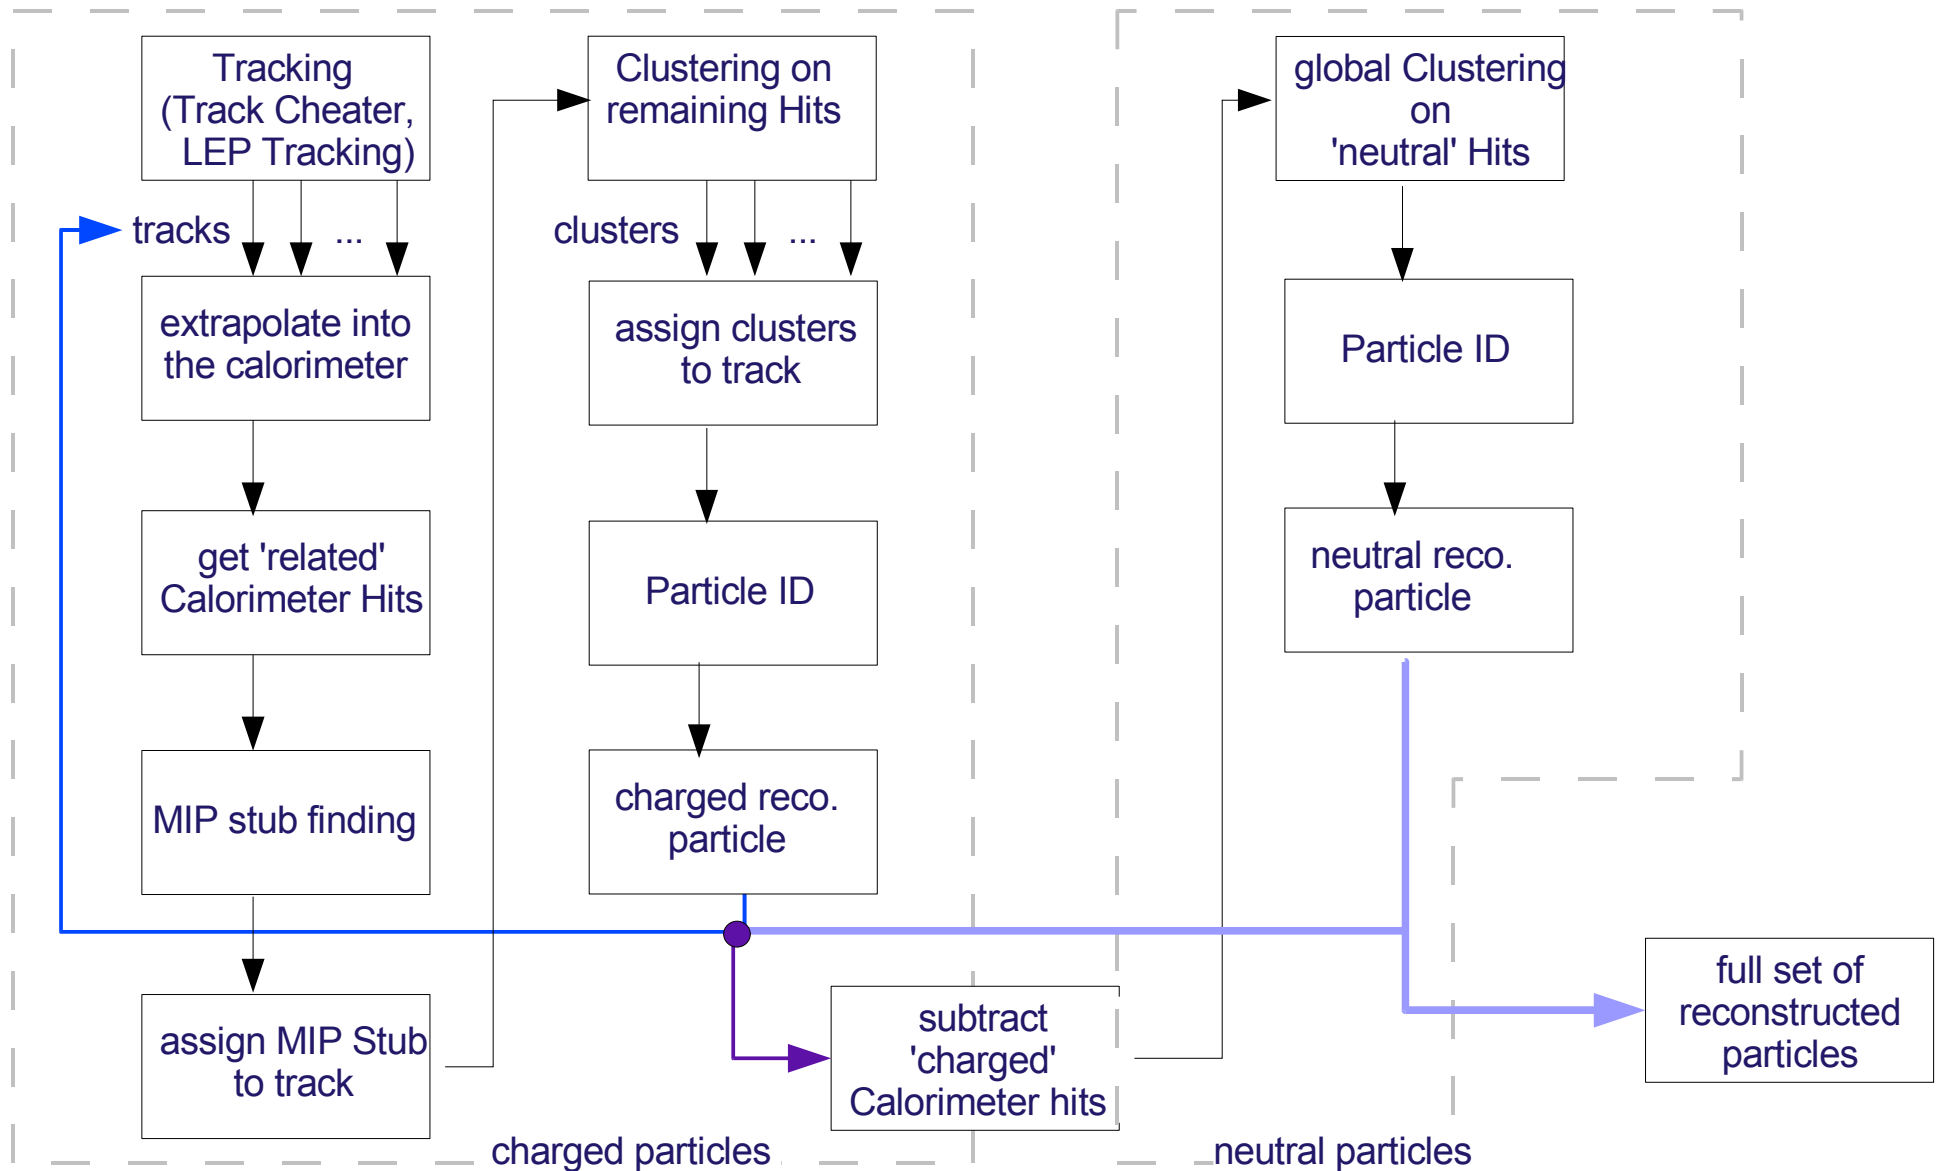 Tracking
(Track Cheater,
LEP Tracking)
tracks
...
extrapolate into
the calorimeter
get 'related'
Calorimeter Hits
MIP stub finding
assign MIP Stub
to track
Clustering on
remaining Hits
clusters
...
assign clusters
to track
Particle ID
charged reco.
particle
subtract
'charged'
Calorimeter hits
charged particles
global Clustering
on
'neutral' Hits
Particle ID
neutral reco.
particle
neutral particles
full set of
reconstructed
particles